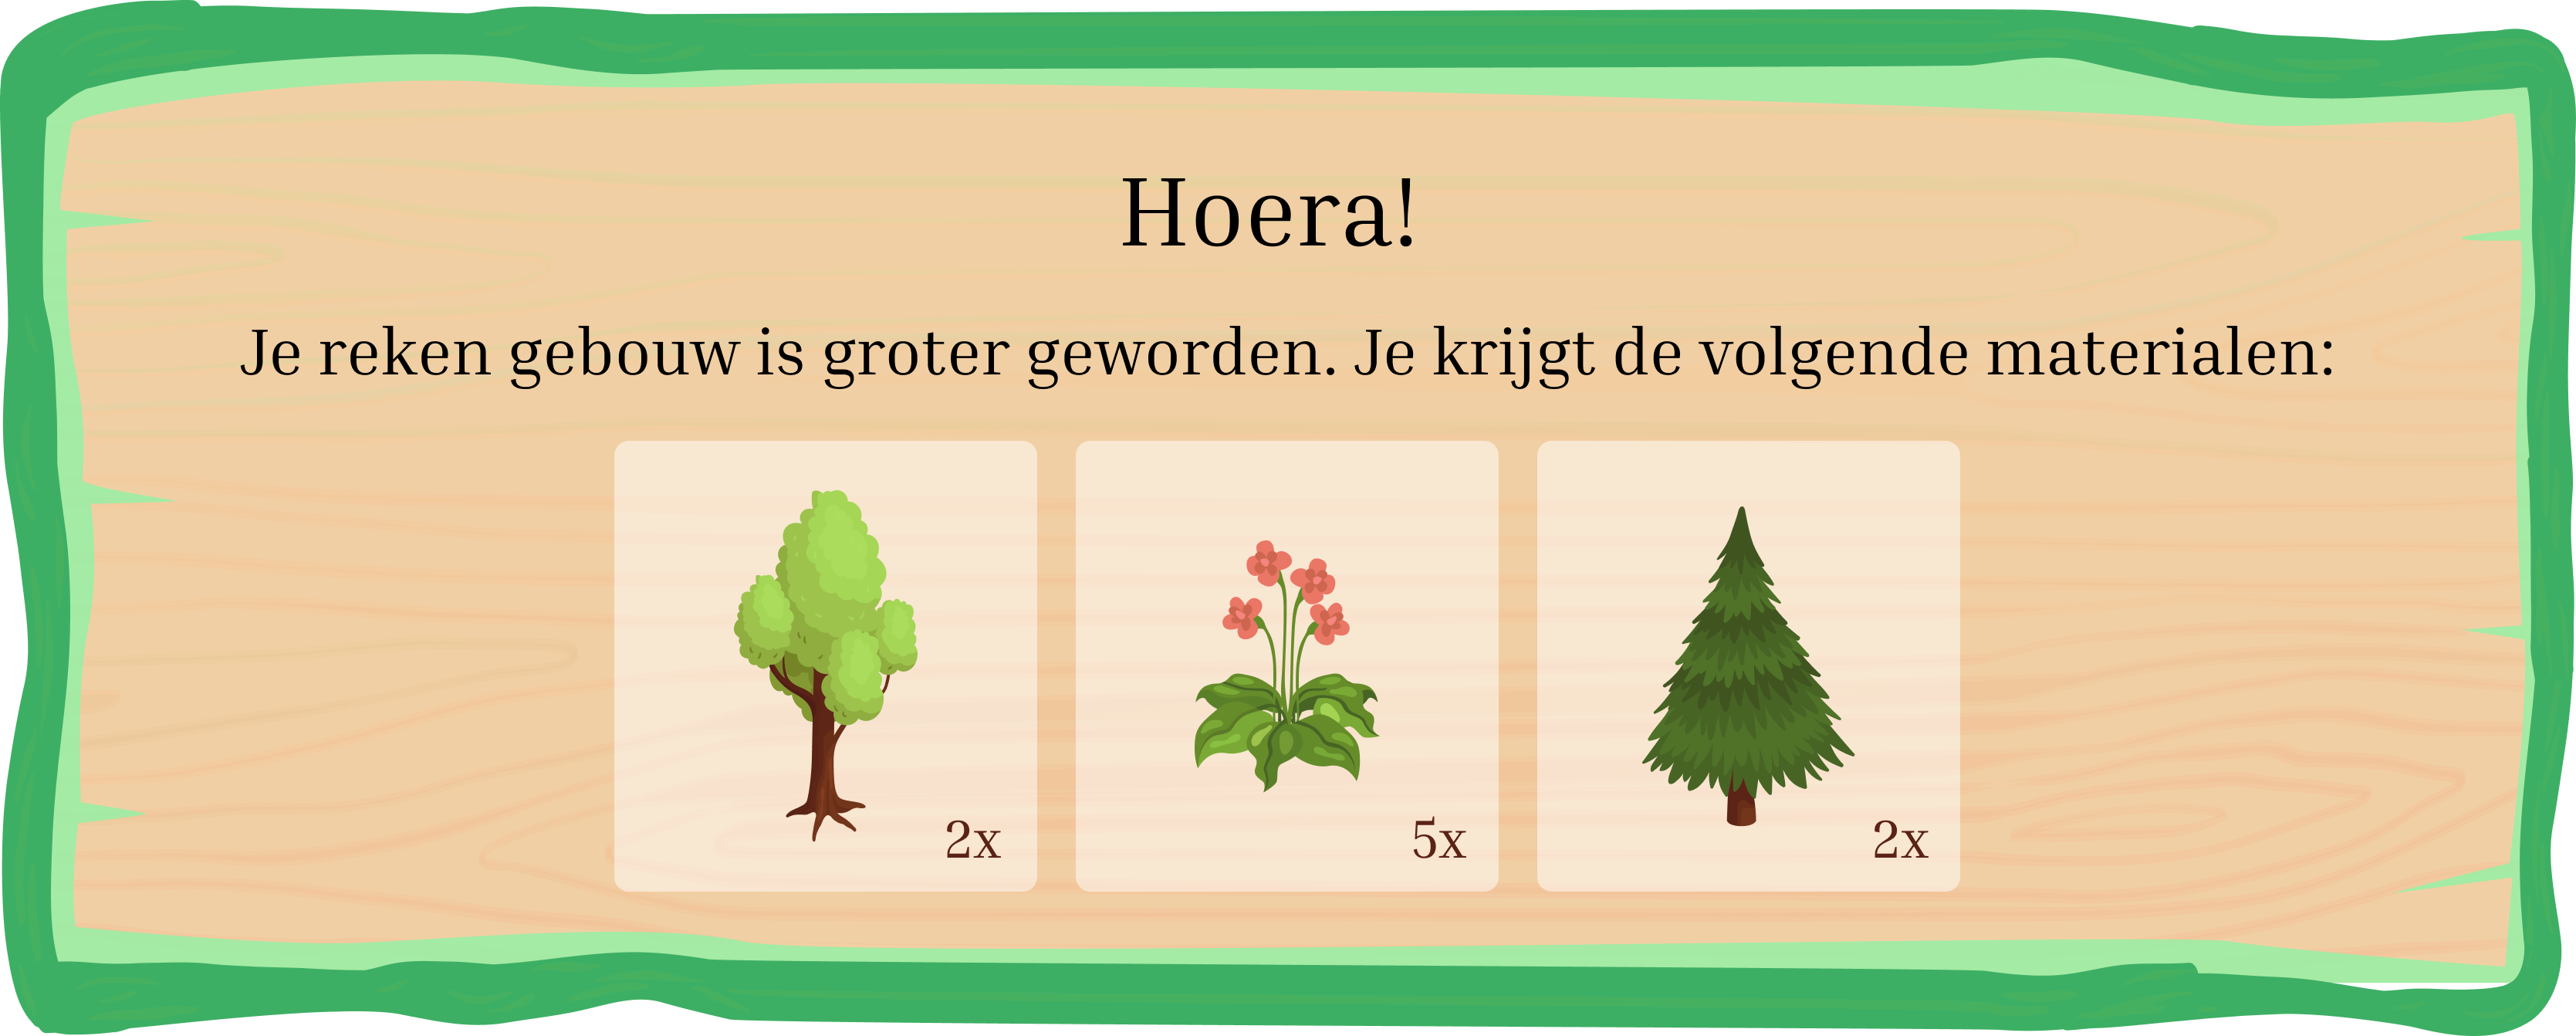 Hoera!
Je reken gebouw is groter geworden. Je krijgt de volgende materialen:
2x
5x
2x